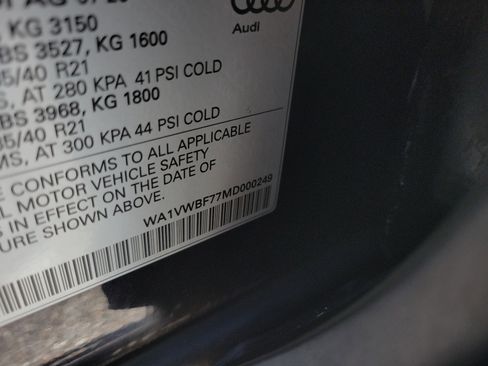 AG
Audi
, KG 3150
BS 3527, KG 1600
5/40 R21
S, AT 280 KPA 41 PSI COLD
BS 3968, KG 1800
5/40 R21
MS, AT 300 KPA 44 PSI COLD
E CONFORMS TO ALL APPLICABLE
L MOTOR VEHICLE SAFETY
S IN EFFECT ON THE DATE OF
URE SHOWN ABOVE.
WA1VWBF77MD000249